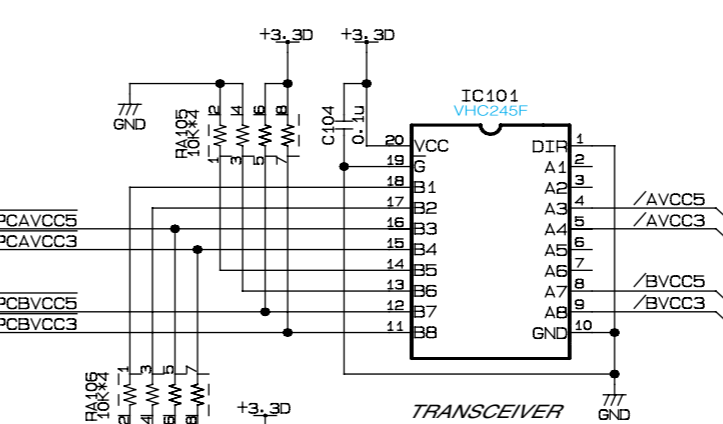 +3.3D
+3.3D
GND
RA105
10K*4
2
4
6
8
1
3
5
7
C104
0.1u
IC101
VHC245F
20
VCC
DIR
1
19
G
A1
2
18
B1
A2
3
17
B2
A3
4
/AVCC5
PCAVCC5
16
B3
A4
5
/AVCC3
PCAVCC3
15
B4
A5
6
14
B5
A6
7
13
B6
A7
8
/BVCC5
PCBVCC5
12
B7
A8
9
/BVCC3
PCBVCC3
11
B8
GND
10
RA106
10K*4
1
3
5
7
2
4
6
8
+3.3D
TRANSCEIVER
GND